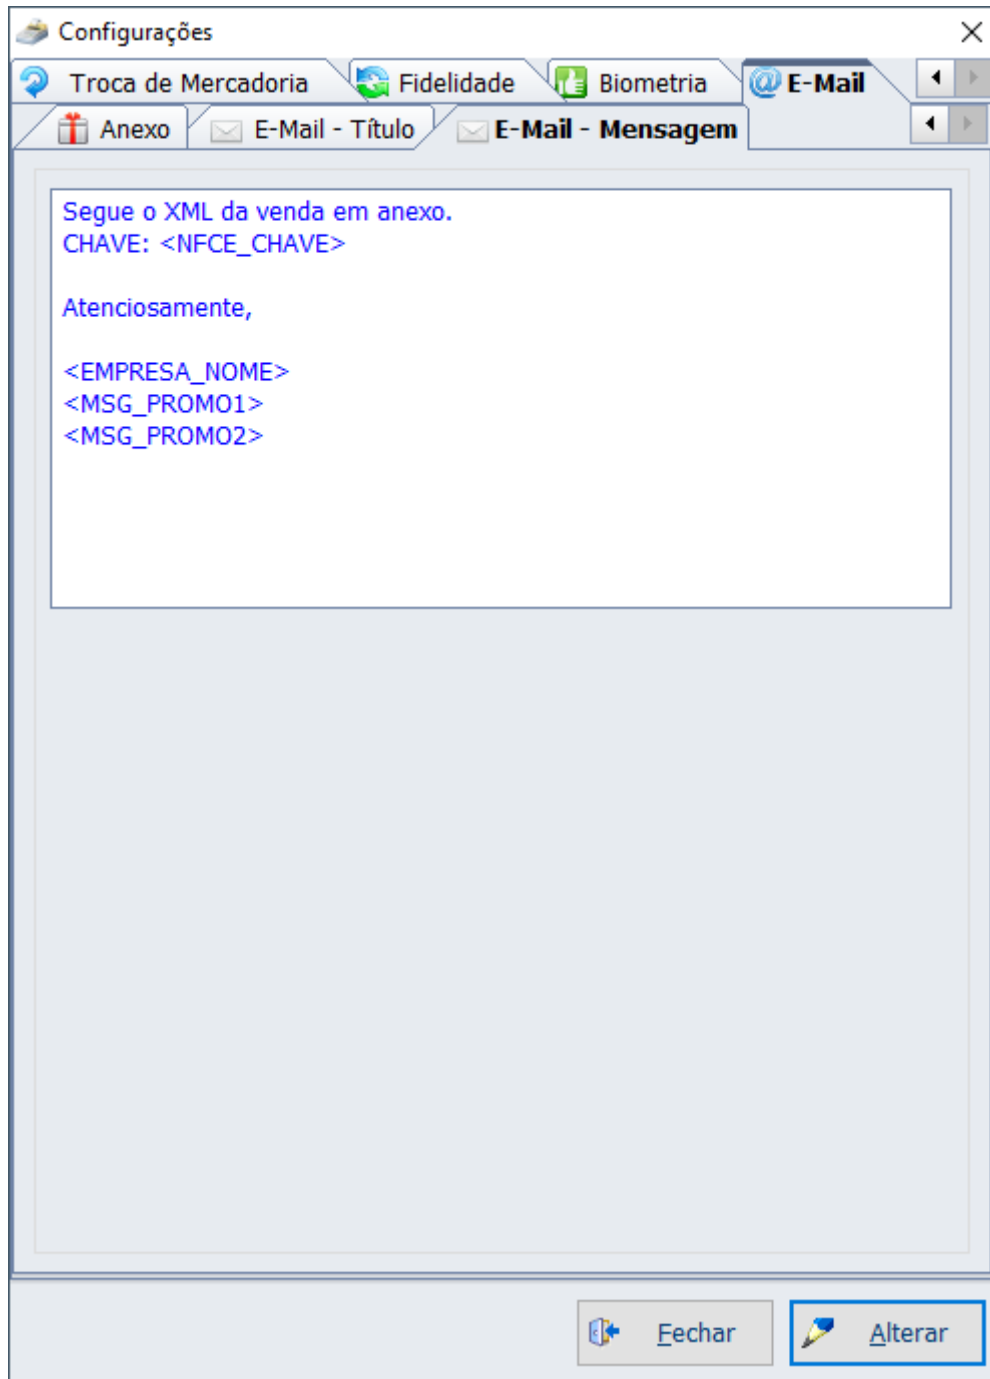 Configurações
Troca de Mercadoria Fidelidade Biometria E-Mail
Anexo E-Mail - Título E-Mail - Mensagem
Segue o XML da venda em anexo.
CHAVE: <NFCE_CHAVE>
Atenciosamente,
<EMPRESA_NOME>
<MSG_PROMO1>
<MSG_PROMO2>
Fechar Alterar